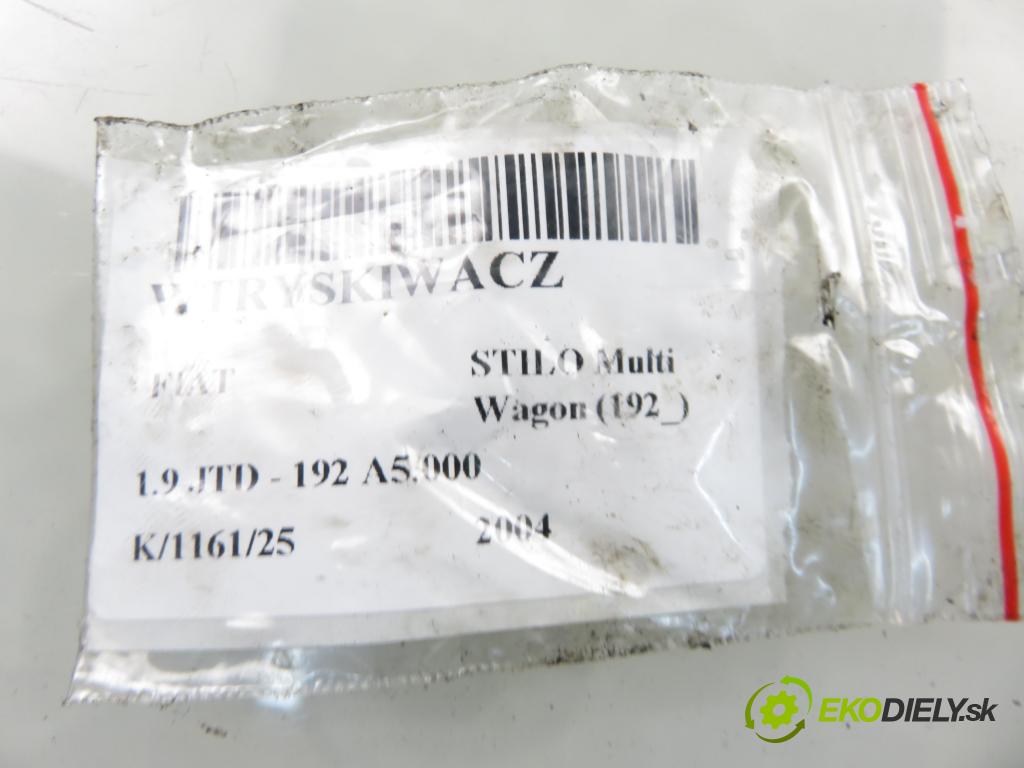 WTRYSKIWACZ
FIAT
STILO Multi
Wagon (192_)
1.9 JTD - 192 A5.000
K/1161/25
2004
EKODIELY.sk